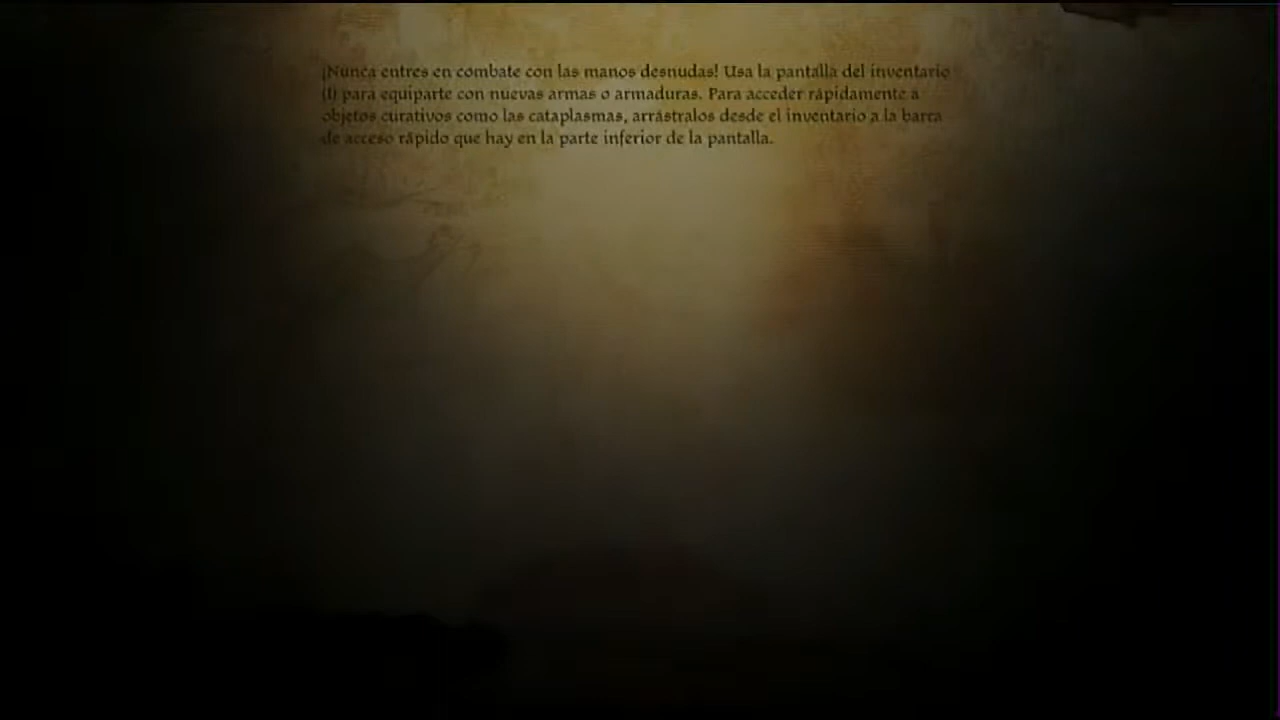 ¡Nunca entres en combate con las manos desnudas! Usa la pantalla del inventario
(I) para equiparte con nuevas armas o armaduras. Para acceder rápidamente a
objetos curativos como las cataplasmas, arrástralos desde el inventario a la barra
de acceso rápido que hay en la parte inferior de la pantalla.